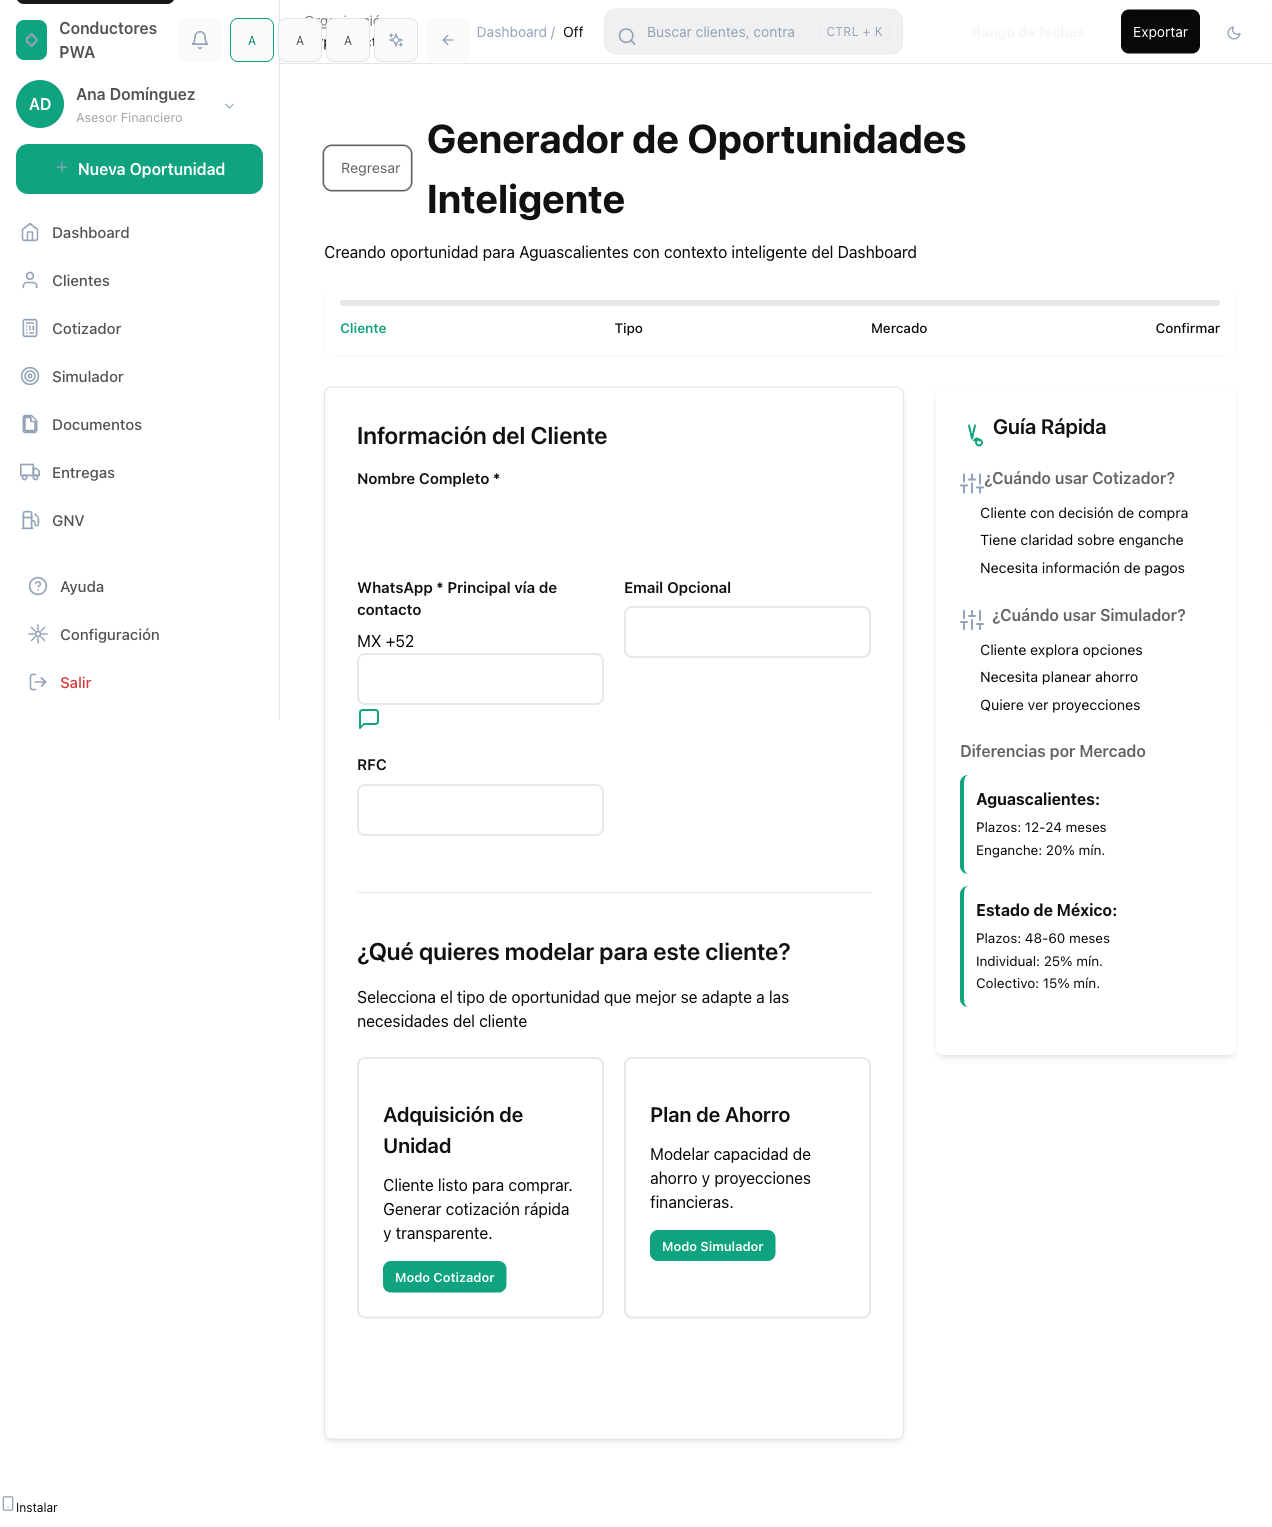 Conductores
PWA
A
A
A
Dashboard / Off
Buscar clientes, contra
CTRL + K
Rango de fechas
Exportar
AD
Ana Domínguez
Asesor Financiero
+ Nueva Oportunidad
Dashboard
Clientes
Cotizador
Simulador
Documentos
Entregas
GNV
Ayuda
Configuración
Salir
Regresar
Generador de Oportunidades
Inteligente
Creando oportunidad para Aguascalientes con contexto inteligente del Dashboard
Cliente
Tipo
Mercado
Confirmar
Información del Cliente
Nombre Completo *
WhatsApp * Principal vía de
contacto
MX +52
Email Opcional
RFC
¿Qué quieres modelar para este cliente?
Selecciona el tipo de oportunidad que mejor se adapte a las
necesidades del cliente
Adquisición de
Unidad
Cliente listo para comprar.
Generar cotización rápida
y transparente.
Modo Cotizador
Plan de Ahorro
Modelar capacidad de
ahorro y proyecciones
financieras.
Modo Simulador
Guía Rápida
¿Cuándo usar Cotizador?
Cliente con decisión de compra
Tiene claridad sobre enganche
Necesita información de pagos
¿Cuándo usar Simulador?
Cliente explora opciones
Necesita planear ahorro
Quiere ver proyecciones
Diferencias por Mercado
Aguascalientes:
Plazos: 12-24 meses
Enganche: 20% mín.
Estado de México:
Plazos: 48-60 meses
Individual: 25% mín.
Colectivo: 15% mín.
Instalar